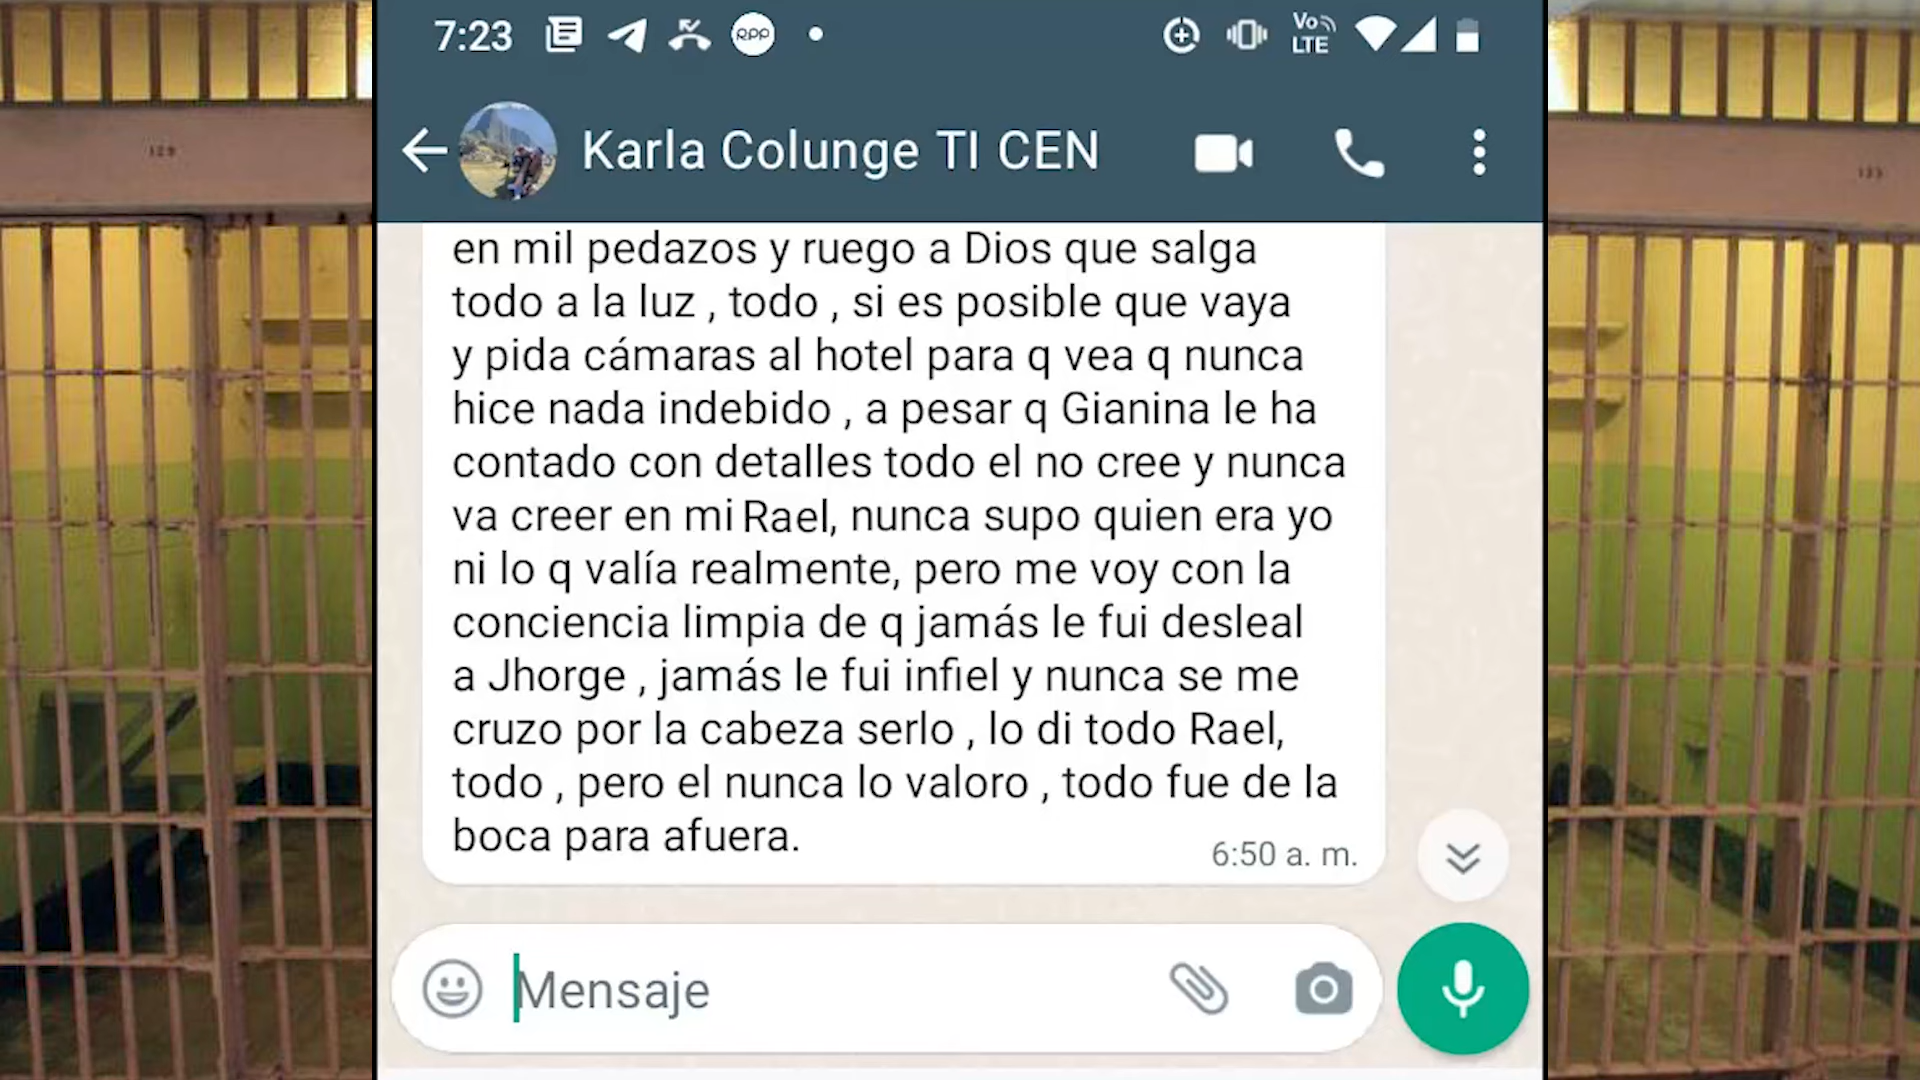 7:23
RPP
Vo
LTE
Karla Colunge TI CEN
en mil pedazos y ruego a Dios que salga
todo a la luz , todo , si es posible que vaya
y pida cámaras al hotel para q vea q nunca
hice nada indebido , a pesar q Gianina le ha
contado con detalles todo el no cree y nunca
va creer en mi Rael, nunca supo quien era yo
ni lo q valía realmente, pero me voy con la
conciencia limpia de q jamás le fui desleal
a Jhorge , jamás le fui infiel y nunca se me
cruzo por la cabeza serlo , lo di todo Rael,
todo , pero el nunca lo valoro , todo fue de la
boca para afuera.
6:50 a. m.
Mensaje
129
133